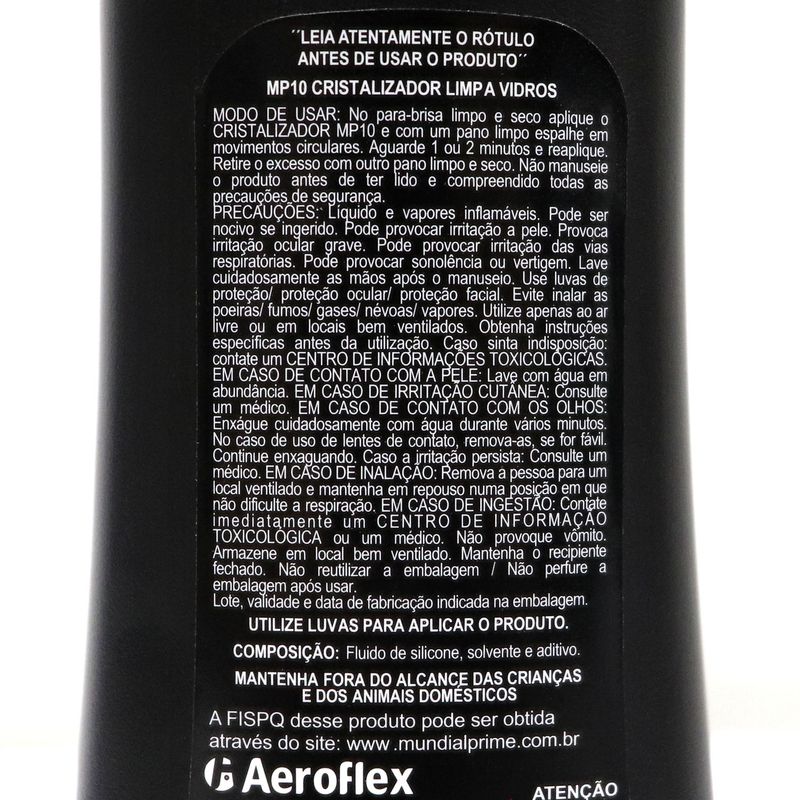 ´´LEIA ATENTAMENTE O RÓTULO
ANTES DE USAR O PRODUTO´´
MP10 CRISTALIZADOR LIMPA VIDROS
MODO DE USAR: No para-brisa limpo e seco aplique o
CRISTALIZADOR MP10 e com um pano limpo espalhe em
movimentos circulares. Aguarde 1 ou 2 minutos e reaplique.
Retire o excesso com outro pano limpo e seco. Não manuseie
o produto antes de ter lido e compreendido todas as
precauções de segurança.
PRECAUÇÕES: Líquido e vapores inflamáveis. Pode ser
nocivo se ingerido. Pode provocar irritação a pele. Provoca
irritação ocular grave. Pode provocar irritação das vias
respiratórias. Pode provocar sonolência ou vertigem. Lave
cuidadosamente as mãos após o manuseio. Use luvas de
proteção/ proteção ocular/ proteção facial. Evite inalar as
poeiras/ fumos/ gases/ névoas/ vapores. Utilize apenas ao ar
livre ou em locais bem ventilados. Obtenha instruções
específicas antes da utilização. Caso sinta indisposição:
contate um CENTRO DE INFORMAÇÕES TOXICOLÓGICAS.
EM CASO DE CONTATO COM A PELE: Lave com água em
abundância. EM CASO DE IRRITAÇÃO CUTÂNEA: Consulte
um médico. EM CASO DE CONTATO COM OS OLHOS:
Enxágue cuidadosamente com água durante vários minutos.
No caso de uso de lentes de contato, remova-as, se for fávil.
Continue enxaguando. Caso a irritação persista: Consulte um
médico. EM CASO DE INALAÇÃO: Remova a pessoa para um
local ventilado e mantenha em repouso numa posição em que
não dificulte a respiração. EM CASO DE INGESTÃO: Contate
imediatamente um CENTRO DE INFORMAÇÃO
TOXICOLÓGICA ou um médico. Não provoque vômito.
Armazene em local bem ventilado. Mantenha o recipiente
fechado. Não reutilizar a embalagem / Não perfure a
embalagem após usar.
Lote, validade e data de fabricação indicada na embalagem.
UTILIZE LUVAS PARA APLICAR O PRODUTO.
COMPOSIÇÃO: Fluido de silicone, solvente e aditivo.
MANTENHA FORA DO ALCANCE DAS CRIANÇAS
E DOS ANIMAIS DOMÉSTICOS
A FISPQ desse produto pode ser obtida
através do site: www.mundialprime.com.br
Aeroflex
ATENÇÃO